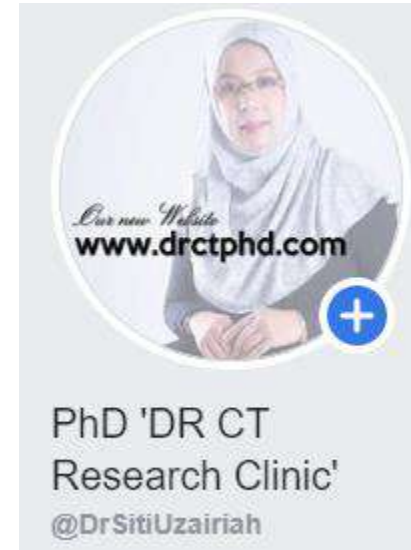 Our new Website
www.drctphd.com
PhD 'DR CT
Research Clinic'
@DrSitiUzairiah